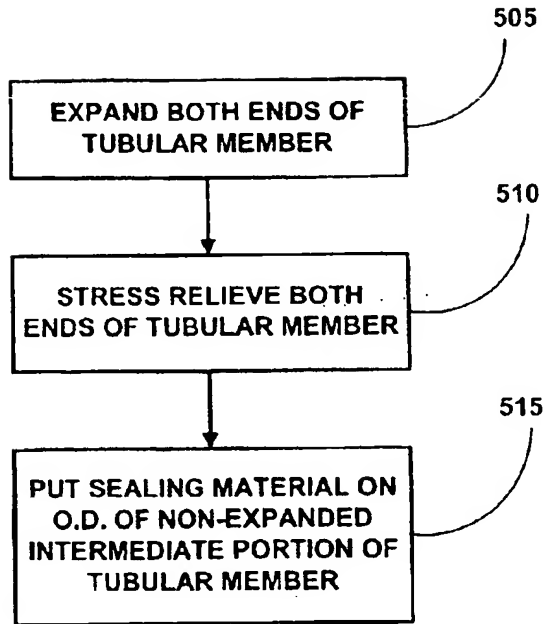 505
EXPAND BOTH ENDS OF
TUBULAR MEMBER
510
STRESS RELIEVE BOTH
ENDS OF TUBULAR MEMBER
515
PUT SEALING MATERIAL ON
O.D. OF NON-EXPANDED
INTERMEDIATE PORTION OF
TUBULAR MEMBER